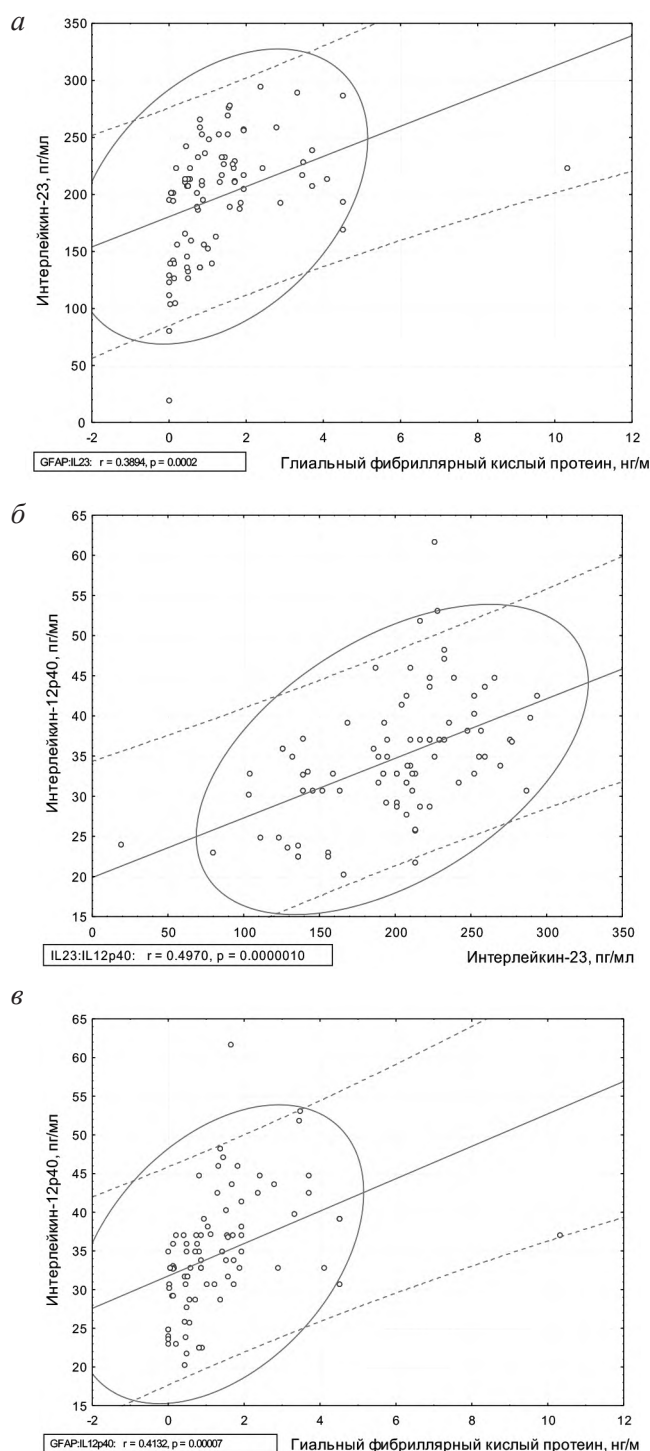 а
350
300
250
200
150
100
50
0
Интерлейкин-23, пг/мл
-2 0 2 4 6 8 10 12
GFAP:IL23: r = 0.3894, p = 0.0002
Глиальный фибриллярный кислый протеин, нг/м
б
65
60
55
50
45
40
35
30
25
20
15
Интерлейкин-12р40, пг/мл
0 50 100 150 200 250 300 350
IL23:IL12p40: r = 0.4970, p = 0.0000010
Интерлейкин-23, пг/мл
в
65
60
55
50
45
40
35
30
25
20
15
Интерлейкин-12р40, пг/мл
-2 0 2 4 6 8 10 12
GFAP:IL12p40: r = 0.4132, p = 0.00007
Гиальный фибриллярный кислый протеин, нг/м